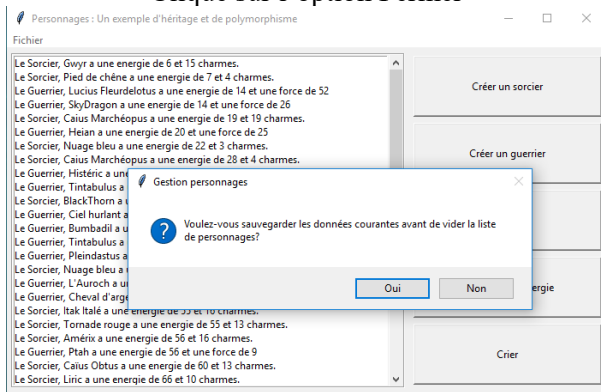 Personnages : Un exemple d'héritage et de polymorphisme
Fichier
Le Sorcier, Gwyr a une energie de 6 et 15 charmes.
Le Sorcier, Pied de chêne a une energie de 7 et 4 charmes.
Le Guerrier, Lucius Fleurdelotus a une energie de 14 et une force de 52
Le Guerrier, SkyDragon a une energie de 14 et une force de 26
Le Sorcier, Caius Marchéopus a une energie de 19 et 19 charmes.
Le Guerrier, Heian a une energie de 20 et une force de 25
Le Sorcier, Nuage bleu a une energie de 22 et 3 charmes.
Le Sorcier, Caius Marchéopus a une energie de 28 et 4 charmes.
Le Guerrier, Histéric a une
Le Guerrier, Tintabulus a
Le Sorcier, BlackThorn a
Le Guerrier, Ciel hurlant a
Le Guerrier, Bumbadil a
Le Guerrier, Tintabulus a
Le Guerrier, Pleindastus a
Le Sorcier, Nuage bleu a
Le Guerrier, L'Auroch a
Le Guerrier, Cheval d'arge
Le Sorcier, Itak Italé a une energie de 55 et 10 charmes.
Le Sorcier, Tornade rouge a une energie de 55 et 13 charmes.
Le Sorcier, Amérix a une energie de 56 et 16 charmes.
Le Guerrier, Ptah a une energie de 56 et une force de 9
Le Sorcier, Caïus Obtus a une energie de 60 et 13 charmes.
Le Sorcier, Liric a une energie de 66 et 10 charmes.
Créer un sorcier
Créer un guerrier
ergie
Crier
Gestion personnages
Voulez-vous sauvegarder les données courantes avant de vider la liste
de personnages?
Oui
Non